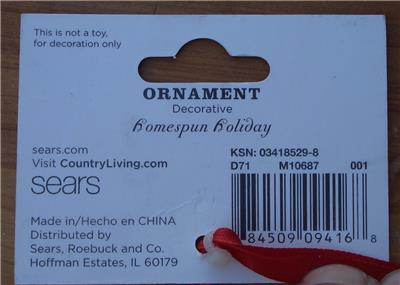 This is not a toy,
for decoration only
ORNAMENT
Decorative
Homespun Holiday
sears.com
Visit CountryLiving.com
sears
KSN: 03418529-8
D71 M10687 001
84509 09416 8
Made in/Hecho en CHINA
Distributed by
Sears, Roebuck and Co.
Hoffman Estates, IL 60179